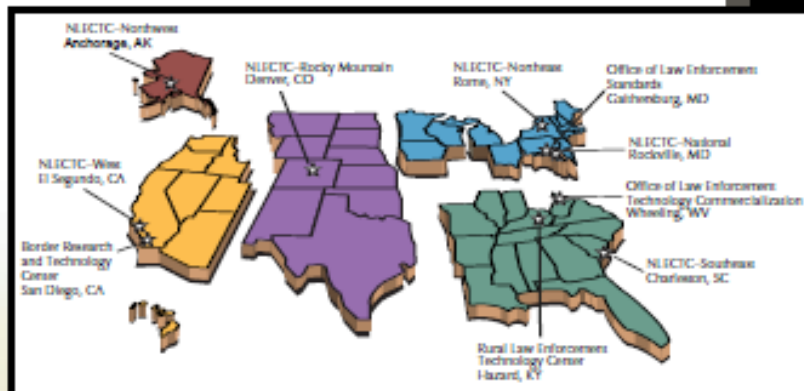 NLECTC–Northwest
Anchorage, AK
NLECTC–Rocky Mountain
Denver, CO
NLECTC–Northeast
Rome, NY
Office of Law Enforcement
Standards
Gaithersburg, MD
NLECTC–National
Rockville, MD
NLECTC–West
El Segundo, CA
Office of Law Enforcement
Technology Commercialization
Wheeling, WV
Border Research
and Technology
Center
San Diego, CA
NLECTC–Southeast
Charleston, SC
Rural Law Enforcement
Technology Center
Hazard, KY